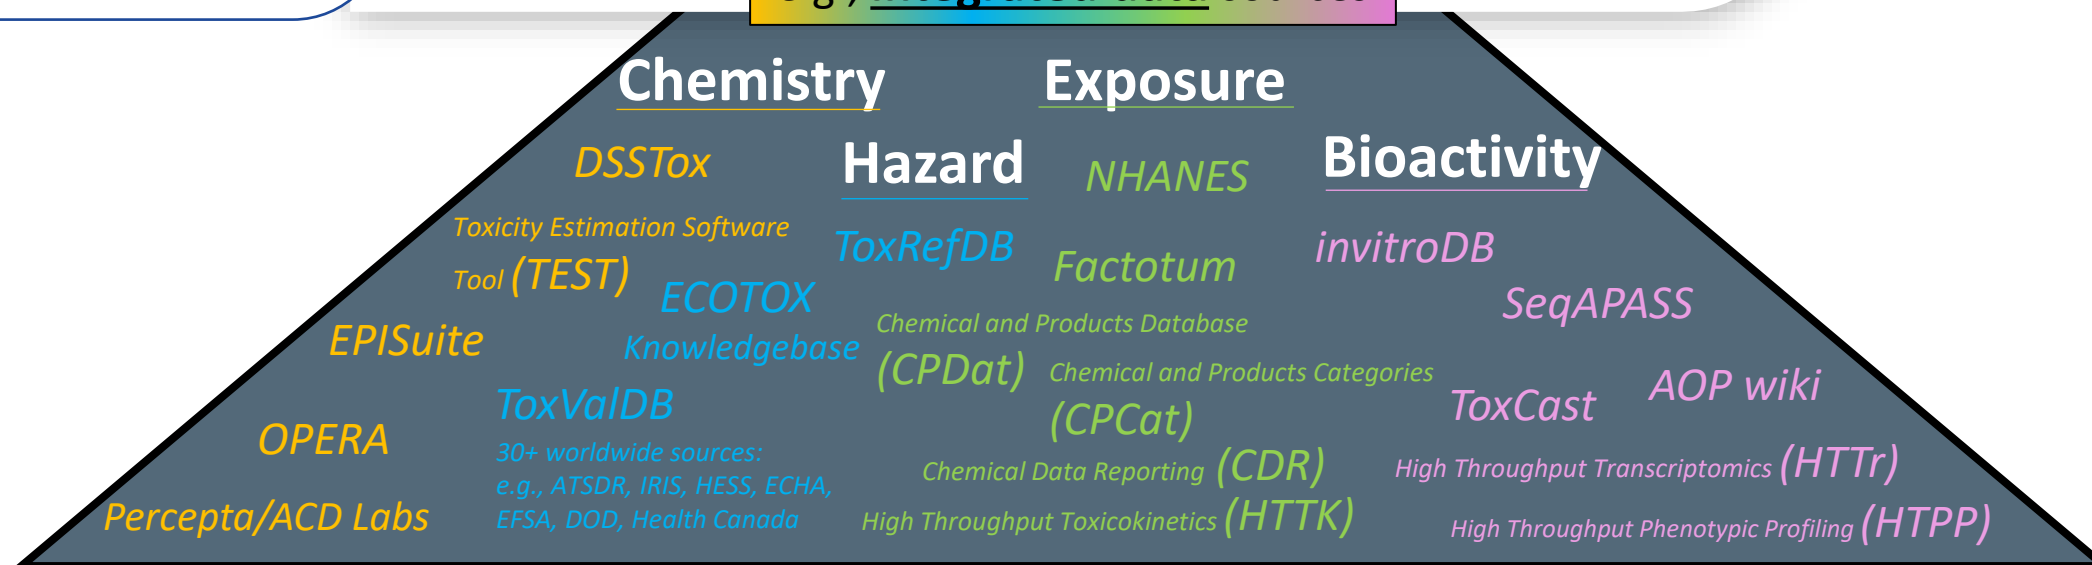 integrated data sources
Chemistry
DSSTox
Toxicity Estimation Software
Tool (TEST)
EPISuite
OPERA
Percepta/ACD Labs
Hazard
ToxRefDB
ECOTOX
Knowledgebase
ToxValDB
30+ worldwide sources:
e.g., ATSDR, IRIS, HESS, ECHA,
EFSA, DOD, Health Canada
Exposure
NHANES
Factotum
Chemical and Products Database
(CPDat)
Chemical and Products Categories
(CPCat)
Chemical Data Reporting (CDR)
High Throughput Toxicokinetics (HTTK)
Bioactivity
invitroDB
SeqAPASS
AOP wiki
ToxCast
High Throughput Transcriptomics (HTTr)
High Throughput Phenotypic Profiling (HTPP)